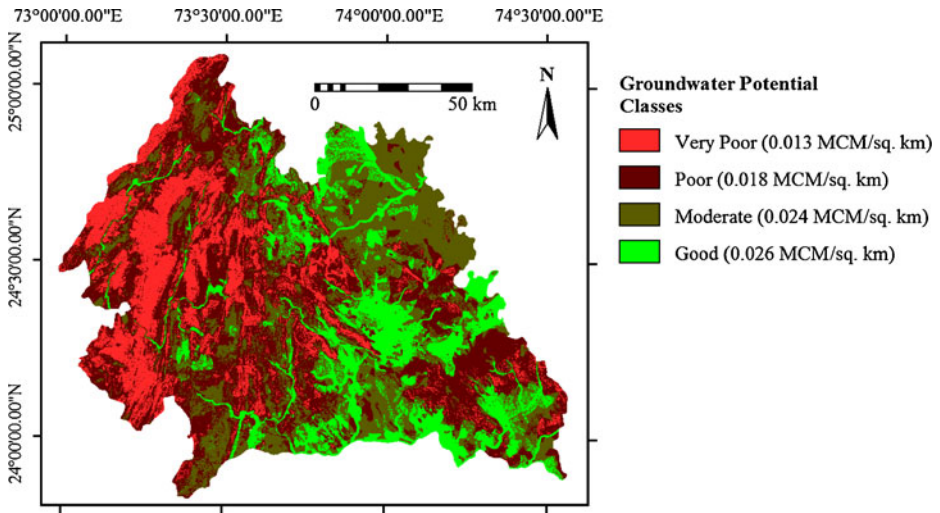 73°00'00.00"E 73°30'00.00"E 74°00'00.00"E 74°30'00.00"E
25°00'00.00"N
24°30'00.00"N
24°00'00.00"N
N
0 50 km
Groundwater Potential
Classes
Very Poor (0.013 MCM/sq. km)
Poor (0.018 MCM/sq. km)
Moderate (0.024 MCM/sq. km)
Good (0.026 MCM/sq. km)